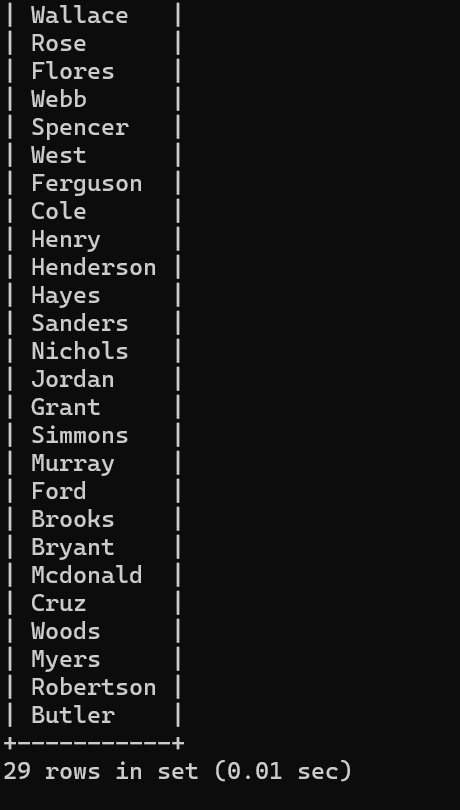 | Wallace   |
| Rose      |
| Flores    |
| Webb      |
| Spencer   |
| West      |
| Ferguson  |
| Cole      |
| Henry     |
| Henderson |
| Hayes     |
| Sanders   |
| Nichols   |
| Jordan    |
| Grant     |
| Simmons   |
| Murray    |
| Ford      |
| Brooks    |
| Bryant    |
| Mcdonald  |
| Cruz      |
| Woods     |
| Myers     |
| Robertson |
| Butler    |
+-----------+
29 rows in set (0.01 sec)